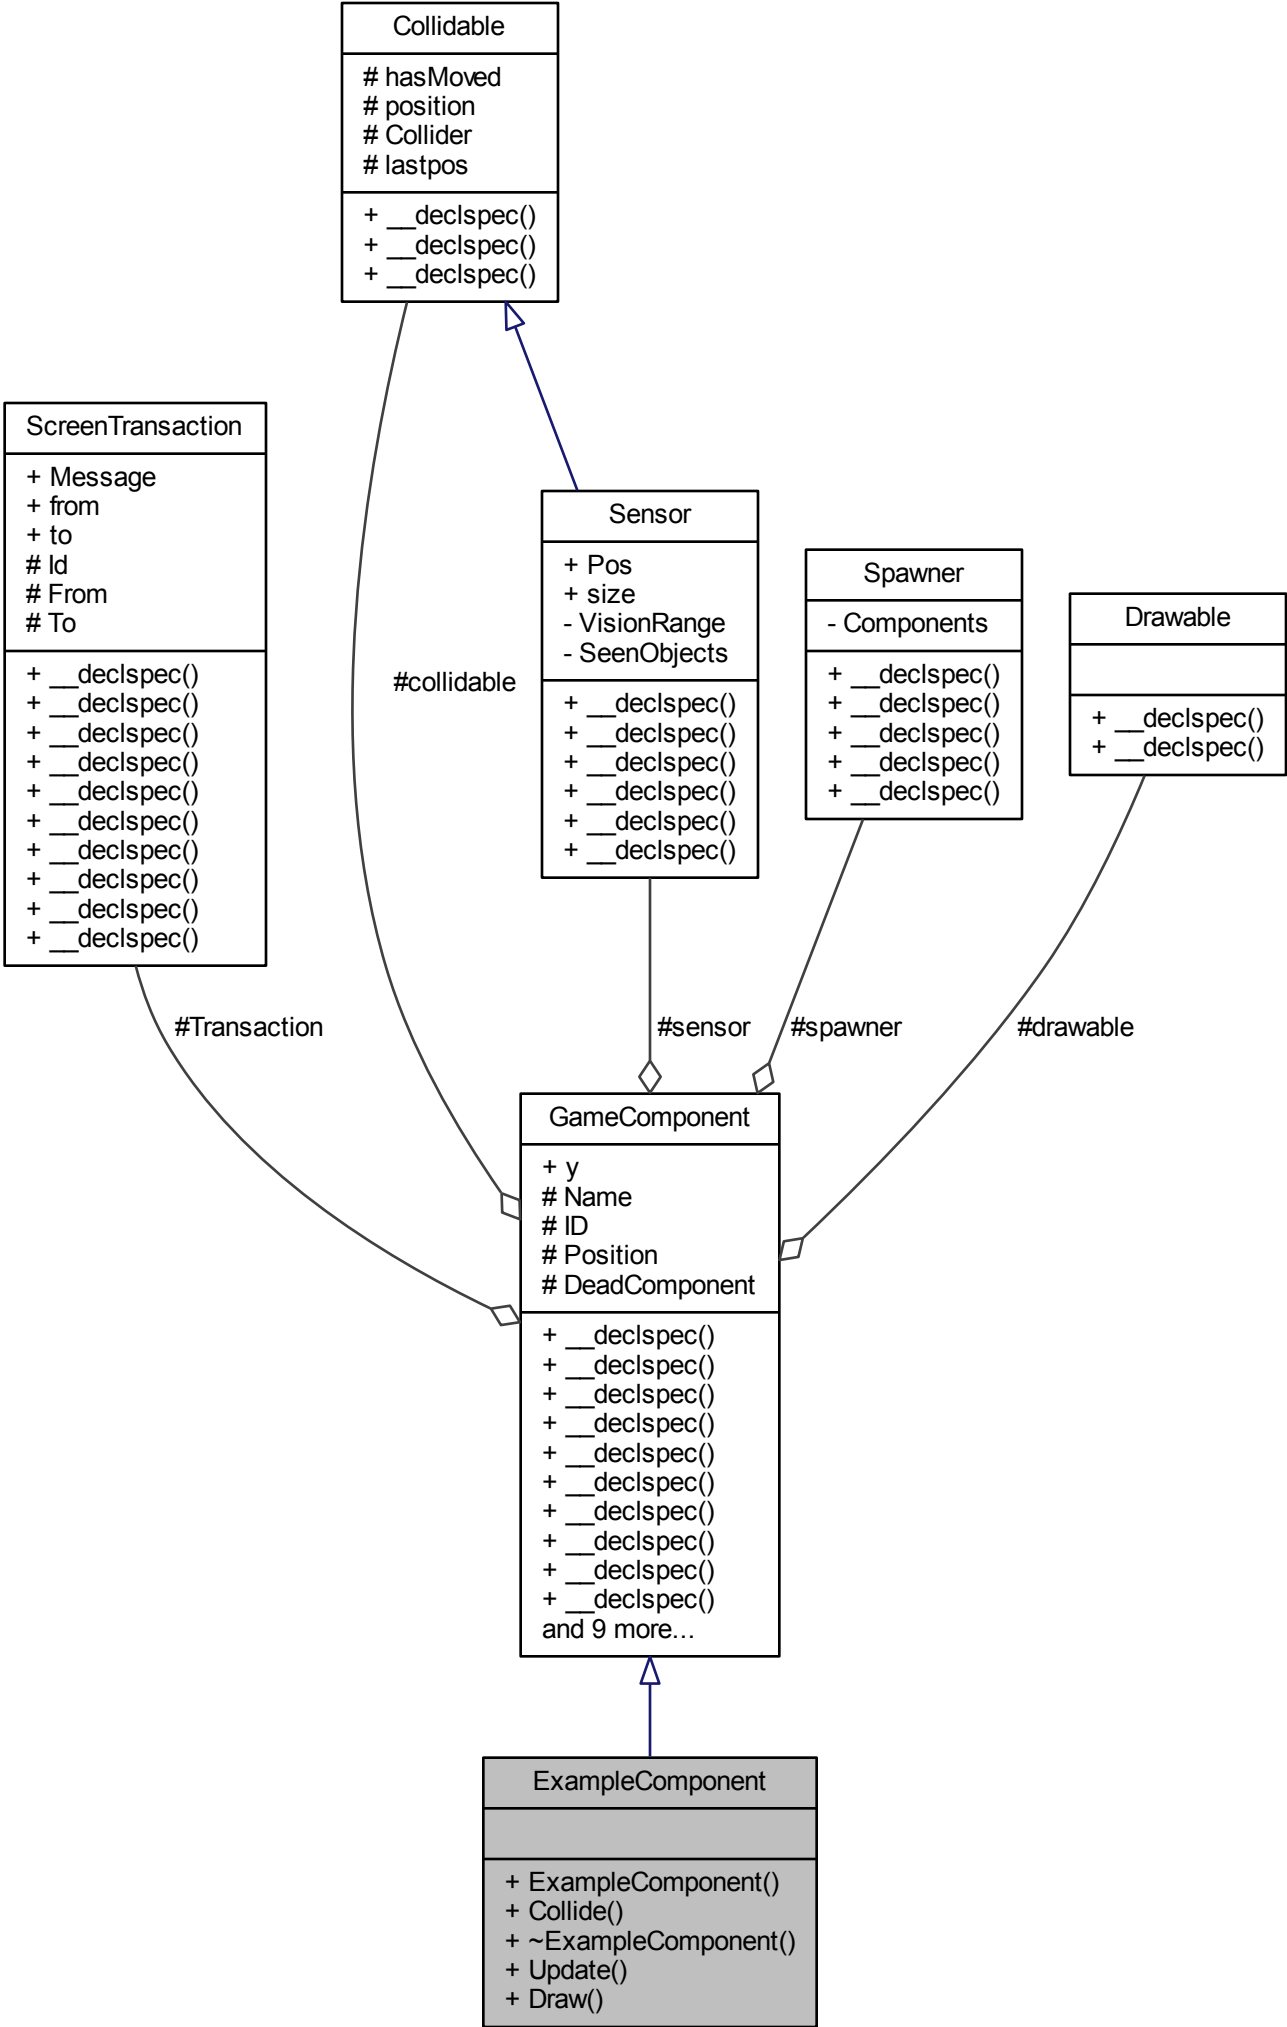 Collidable
# hasMoved
# position
# Collider
# lastpos
+ __declspec()
+ __declspec()
+ __declspec()
ScreenTransaction
+ Message
+ from
+ to
# Id
# From
# To
+ __declspec()
+ __declspec()
+ __declspec()
+ __declspec()
+ __declspec()
+ __declspec()
+ __declspec()
+ __declspec()
+ __declspec()
+ __declspec()
#collidable
Sensor
+ Pos
+ size
- VisionRange
- SeenObjects
+ __declspec()
+ __declspec()
+ __declspec()
+ __declspec()
+ __declspec()
+ __declspec()
Spawner
- Components
+ __declspec()
+ __declspec()
+ __declspec()
+ __declspec()
+ __declspec()
Drawable
+ __declspec()
+ __declspec()
#Transaction
#sensor
#spawner
#drawable
GameComponent
+ y
# Name
# ID
# Position
# DeadComponent
+ __declspec()
+ __declspec()
+ __declspec()
+ __declspec()
+ __declspec()
+ __declspec()
+ __declspec()
+ __declspec()
+ __declspec()
+ __declspec()
and 9 more...
ExampleComponent
+ ExampleComponent()
+ Collide()
+ ~ExampleComponent()
+ Update()
+ Draw()